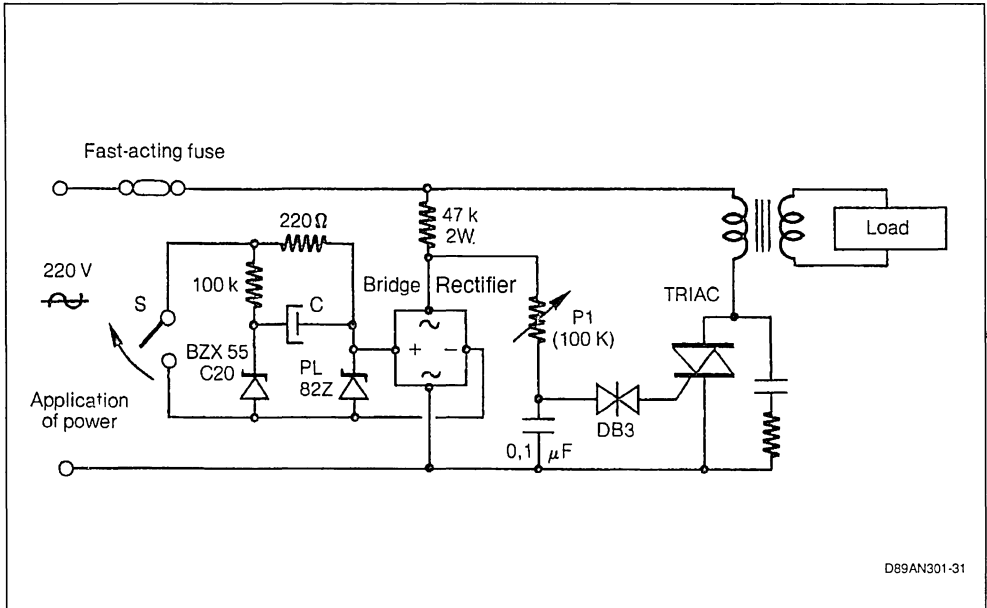 Fast-acting fuse
220 Ω
47 k
2W.
Load
220 V
S
100 k
C
Bridge Rectifier
TRIAC
P1
(100 K)
BZX 55
C20
PL
82Z
+ −
~
~
DB3
Application
of power
0,1 μF
D89AN301-31